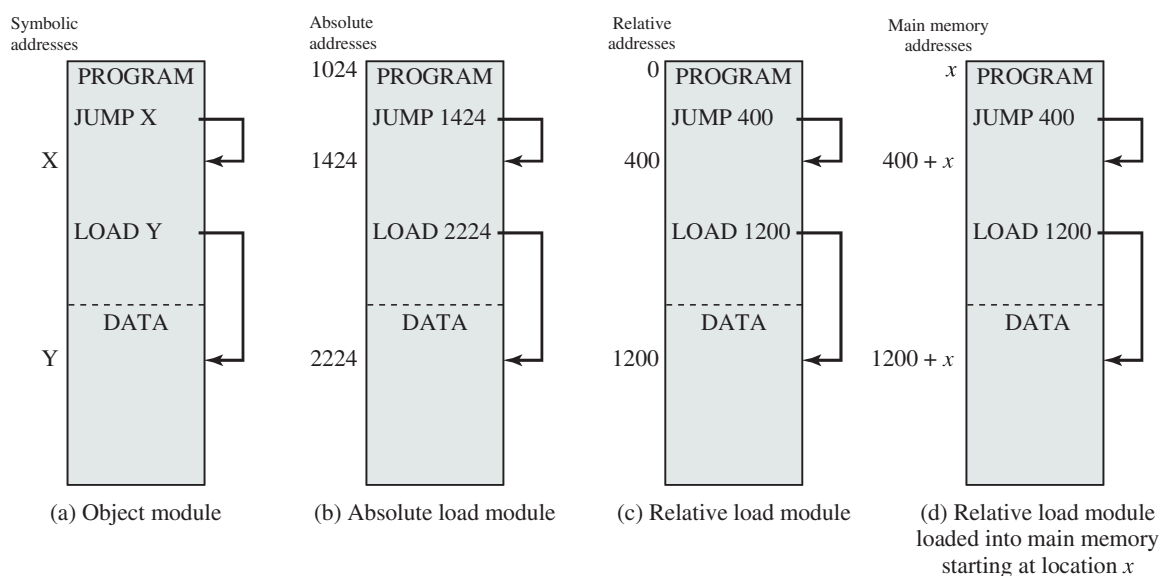 Symbolic
addresses
PROGRAM
JUMP X
X
LOAD Y
DATA
Y
(a) Object module
Absolute
addresses
1024
PROGRAM
JUMP 1424
1424
LOAD 2224
DATA
2224
(b) Absolute load module
Relative
addresses
0
PROGRAM
JUMP 400
400
LOAD 1200
DATA
1200
(c) Relative load module
Main memory
addresses
x
PROGRAM
JUMP 400
400 + x
LOAD 1200
DATA
1200 + x
(d) Relative load module
loaded into main memory
starting at location x